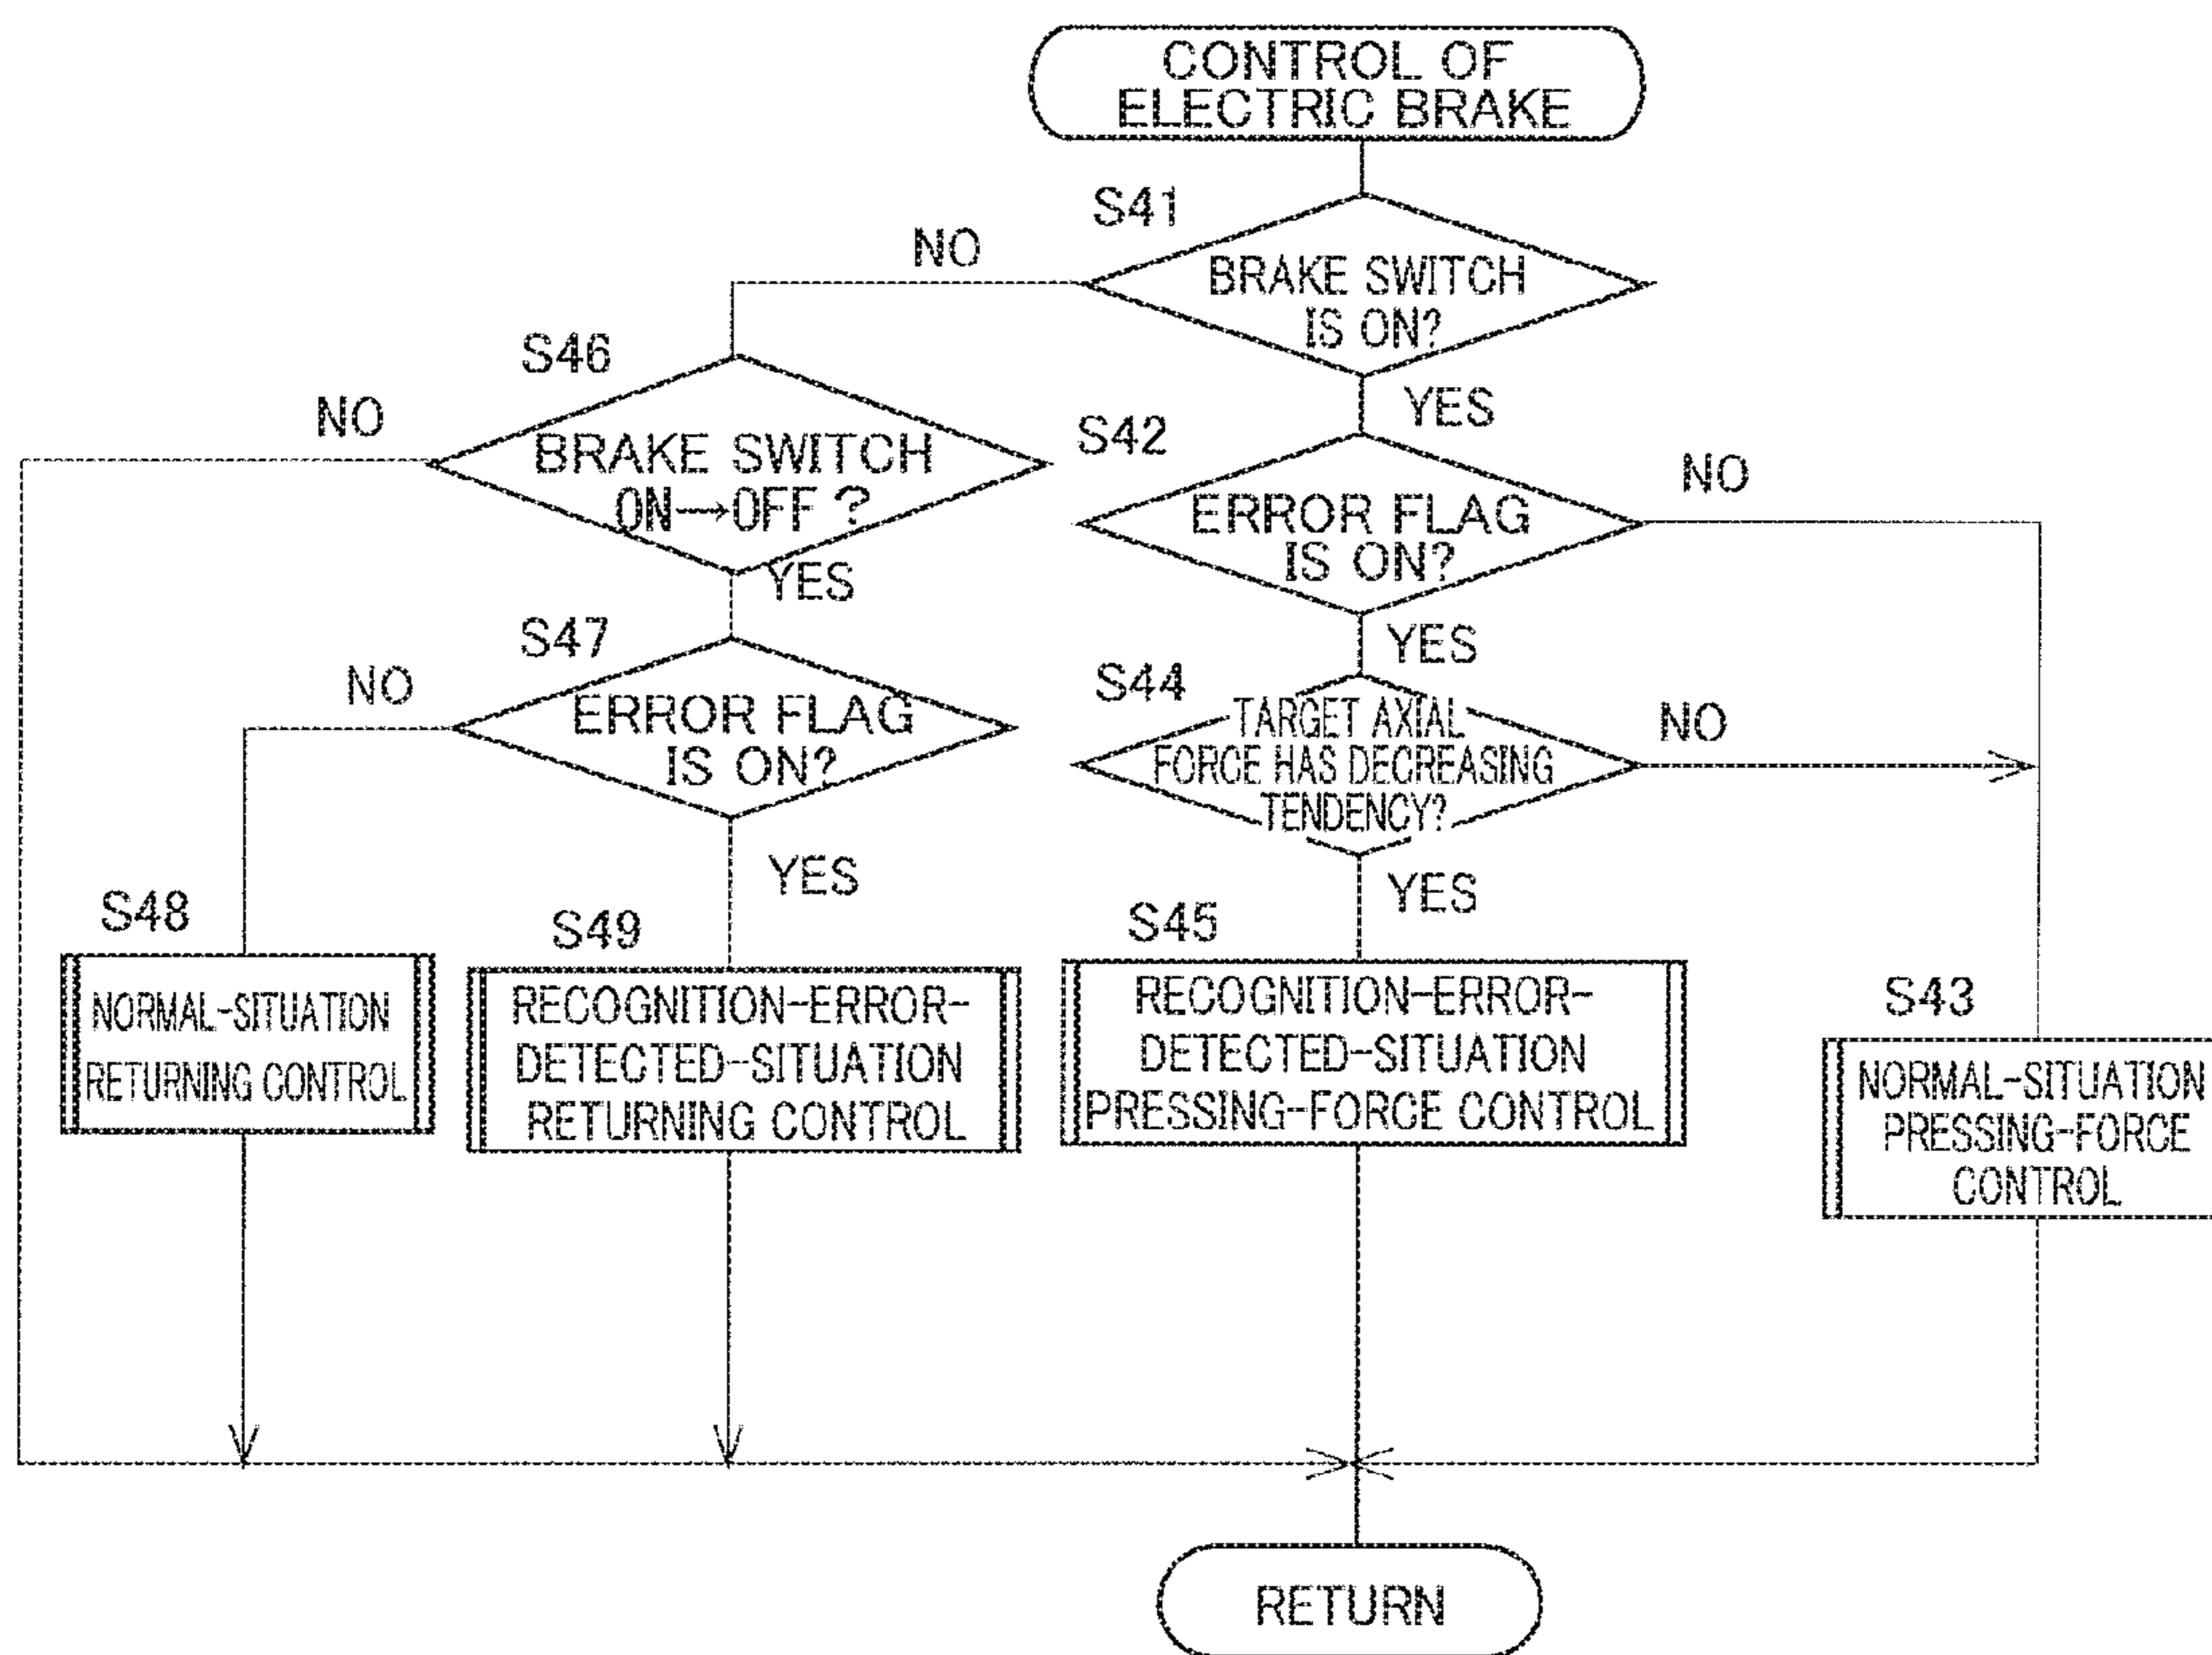 CONTROL OF
ELECTRIC BRAKE
S41
NO
BRAKE SWITCH
IS ON?
YES
S46
NO
BRAKE SWITCH
ON→OFF ?
YES
S42
NO
ERROR FLAG
IS ON?
YES
S47
NO
ERROR FLAG
IS ON?
YES
S44
TARGET AXIAL
FORCE HAS DECREASING
TENDENCY?
NO
YES
S48
NORMAL-SITUATION
RETURNING CONTROL
S49
RECOGNITION-ERROR-
DETECTED-SITUATION
RETURNING CONTROL
S45
RECOGNITION-ERROR-
DETECTED-SITUATION
PRESSING-FORCE CONTROL
S43
NORMAL-SITUATION
PRESSING-FORCE
CONTROL
RETURN